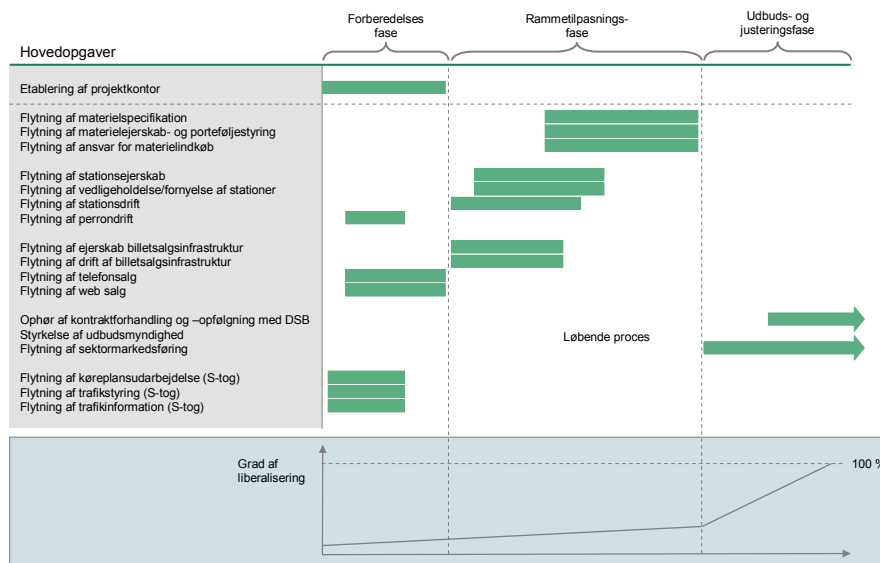 Forberedelses
fase
Rammetilpasnings-
fase
Udbuds- og
justeringsfase
Hovedopgaver
Etablering af projektkontor
Flytning af materielspecifikation
Flytning af materielejerskab- og porteføljestyring
Flytning af ansvar for materielindkøb
Flytning af stationsejerskab
Flytning af vedligeholdelse/fornyelse af stationer
Flytning af stationsdrift
Flytning af perrondrift
Flytning af ejerskab billetsalgsinfrastruktur
Flytning af drift af billetsalgsinfrastruktur
Flytning af telefonsalg
Flytning af web salg
Ophør af kontraktforhandling og –opfølgning med DSB
Styrkelse af udbudsmyndighed
Løbende proces
Flytning af sektormarkedsføring
Flytning af køreplansudarbejdelse (S-tog)
Flytning af trafikstyring (S-tog)
Flytning af trafikinformation (S-tog)
Grad af
liberalisering
100 %